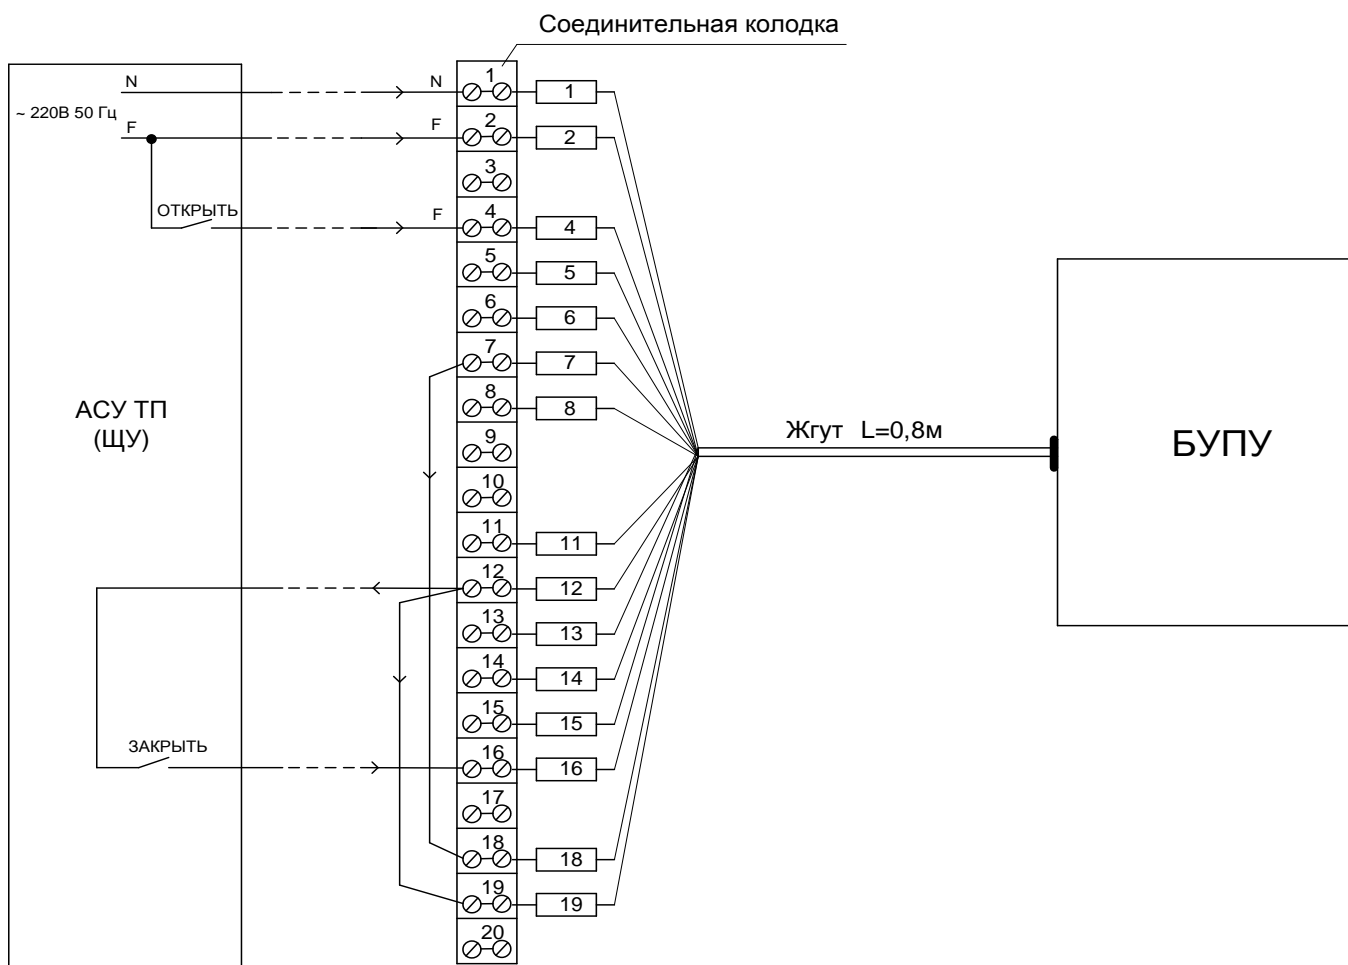 Соединительная колодка
N N 1 1
~ 220В 50 Гц
F F 2 2
3
ОТКРЫТЬ F 4 4
5 5
6 6
7 7
АСУ ТП
(ЩУ)
8 8
Жгут L=0,8м
БУПУ
9
10
11 11
12 12
13 13
14 14
15 15
ЗАКРЫТЬ 16 16
17
18 18
19 19
20